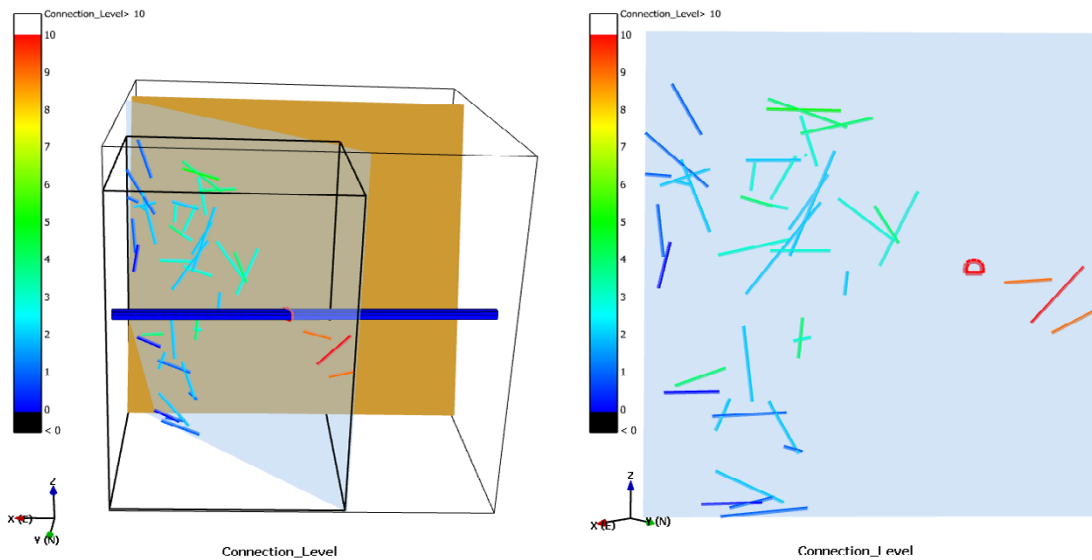 Connection_Level> 10
10
9
8
7
6
5
4
3
2
1
0
< 0
Z
X (E)
Y (N)
Connection_Level
Connection_Level> 10
10
9
8
7
6
5
4
3
2
1
0
< 0
Z
X (E)
Y (N)
Connection_Level